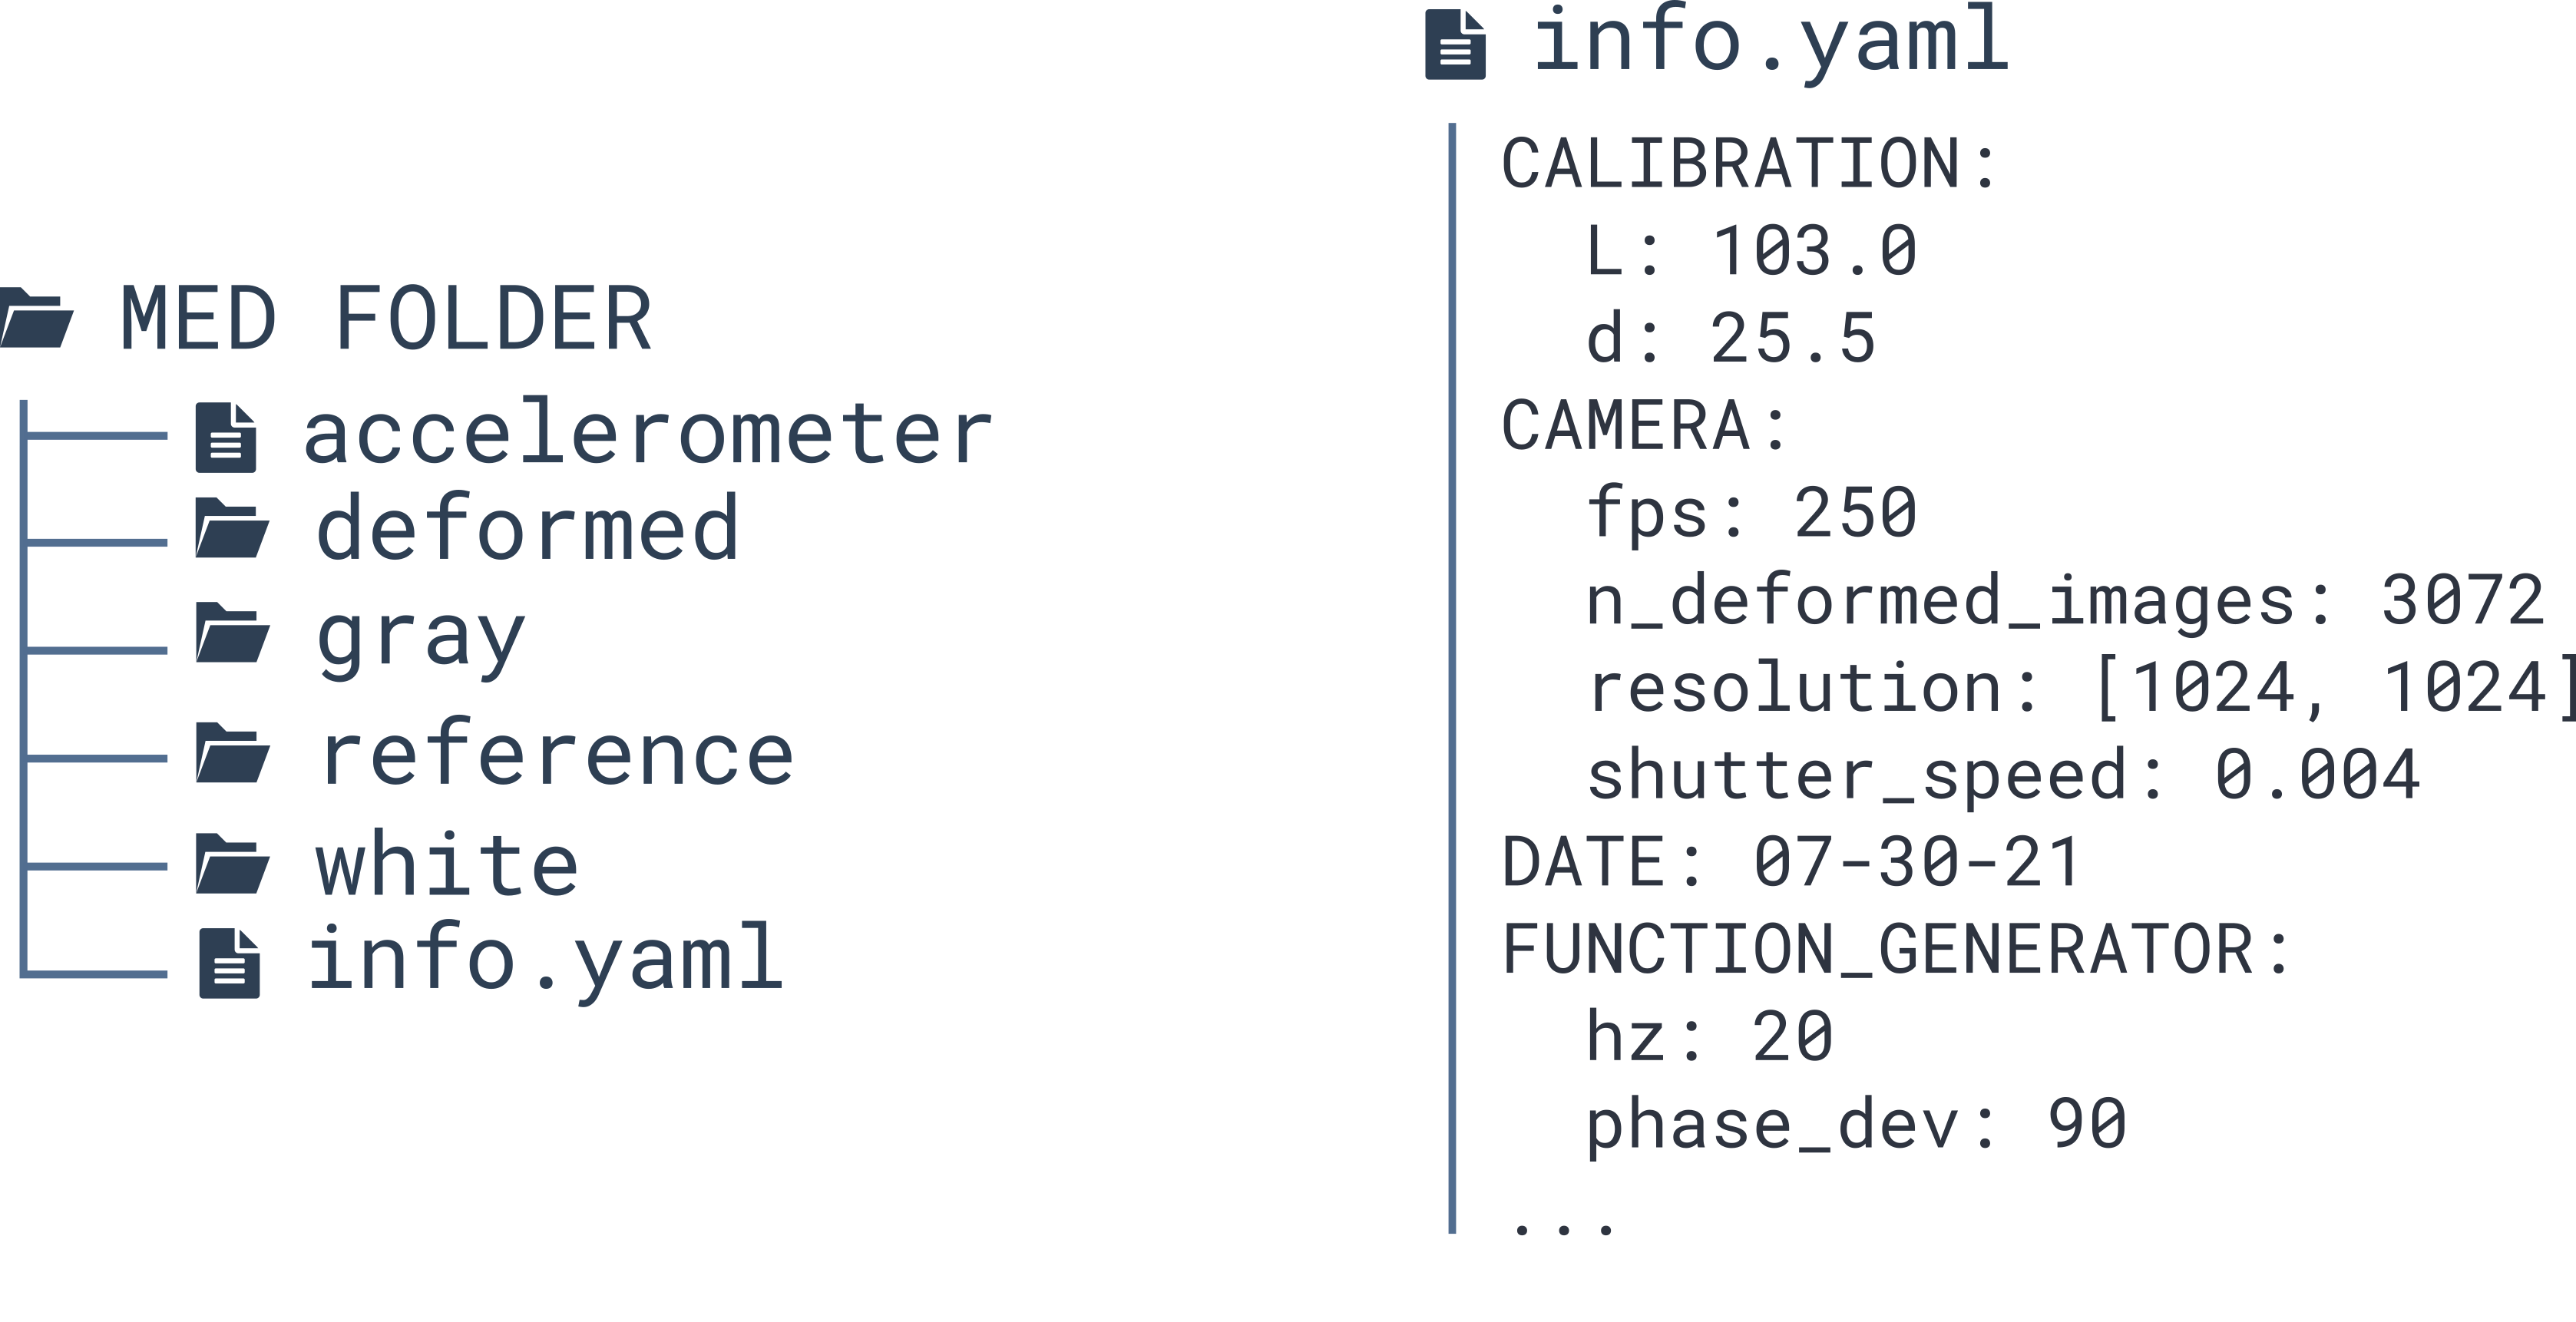 MED FOLDER
accelerometer
deformed
gray
reference
white
info.yaml
info.yaml
CALIBRATION:
L: 103.0
d: 25.5
CAMERA:
fps: 250
n_deformed_images: 3072
resolution: [1024, 1024]
shutter_speed: 0.004
DATE: 07-30-21
FUNCTION_GENERATOR:
hz: 20
phase_dev: 90
...